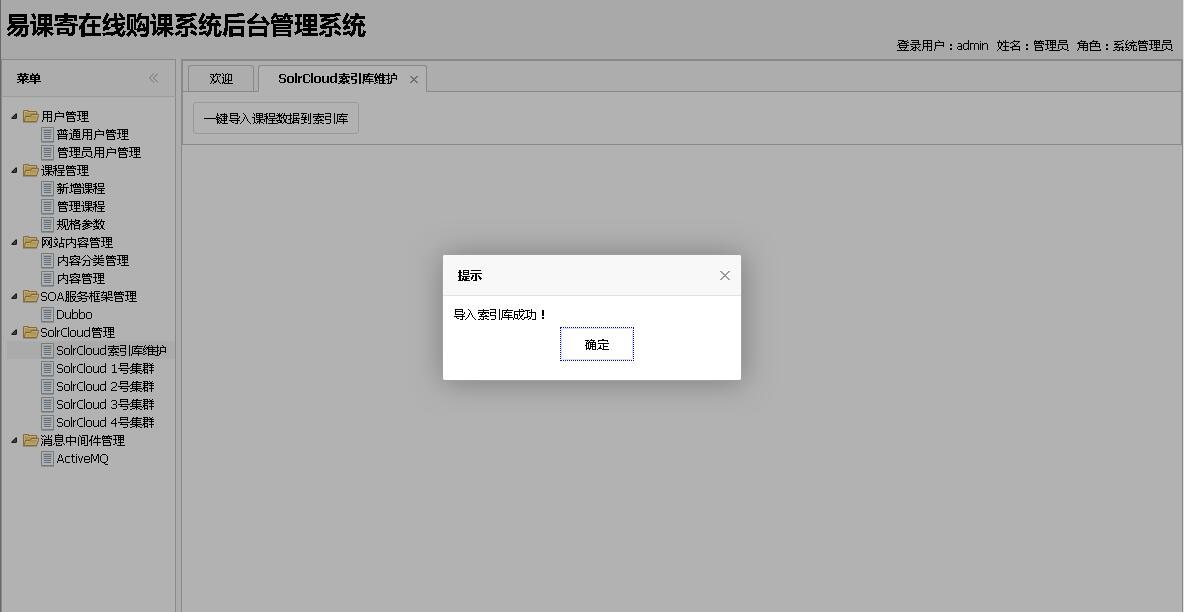 易课寄在线购课系统后台管理系统
登录用户：admin 姓名：管理员 角色：系统管理员
菜单
欢迎
SolrCloud索引库维护
一键导入课程数据到索引库
用户管理
普通用户管理
管理员用户管理
课程管理
新增课程
管理课程
规格参数
网站内容管理
内容分类管理
内容管理
SOA服务框架管理
Dubbo
SolrCloud管理
SolrCloud索引库维护
SolrCloud 1号集群
SolrCloud 2号集群
SolrCloud 3号集群
SolrCloud 4号集群
消息中间件管理
ActiveMQ
提示
导入索引库成功！
确定